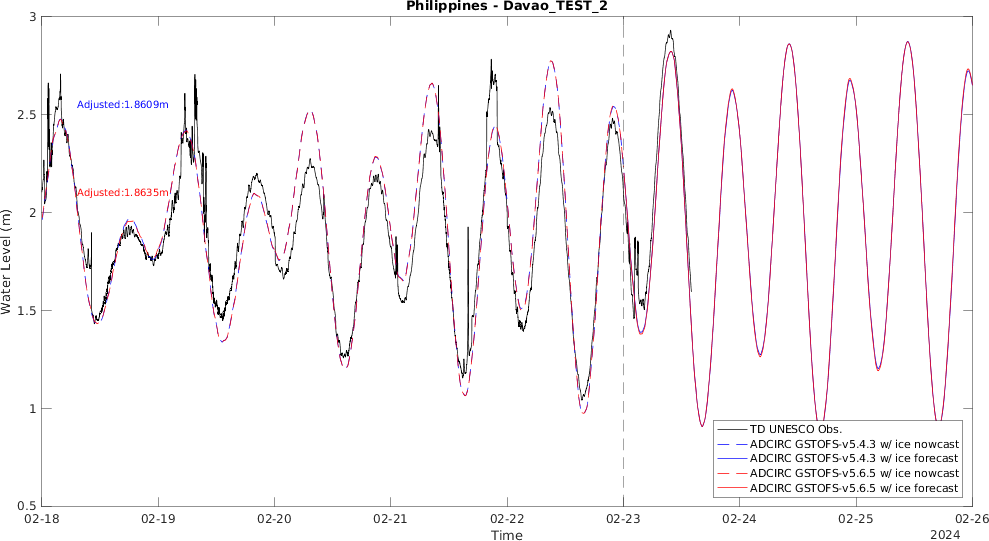 Philippines - Davao_TEST_2
Water Level (m)
3
2.5
2
1.5
1
0.5
Adjusted:1.8609m
Adjusted:1.8635m
TD UNESCO Obs.
ADCIRC GSTOFS-v5.4.3 w/ ice nowcast
ADCIRC GSTOFS-v5.4.3 w/ ice forecast
ADCIRC GSTOFS-v5.6.5 w/ ice nowcast
ADCIRC GSTOFS-v5.6.5 w/ ice forecast
02-18 02-19 02-20 02-21 02-22 02-23 02-24 02-25 02-26
Time
2024